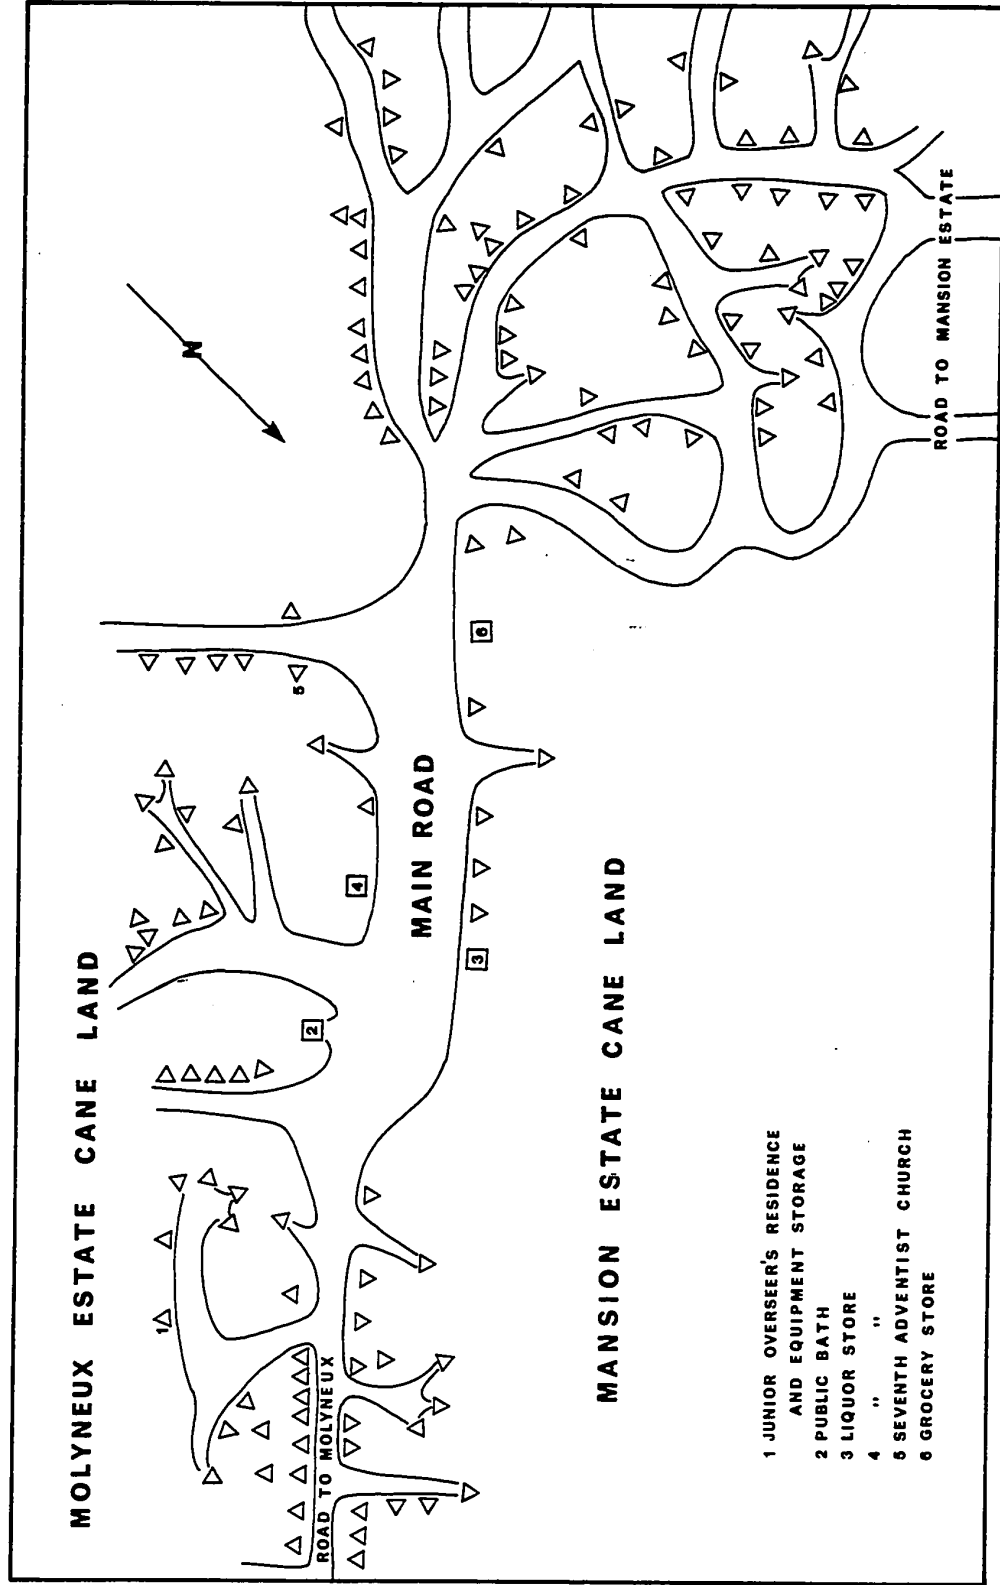 MOLYNEUX ESTATE CANE LAND
N
1
5
2
4
MAIN ROAD
3
6
ROAD TO MOLYNEUX
ROAD TO MANSION ESTATE
MANSION ESTATE CANE LAND
1 JUNIOR OVERSEER'S RESIDENCE
AND EQUIPMENT STORAGE
2 PUBLIC BATH
3 LIQUOR STORE
4 " "
5 SEVENTH ADVENTIST CHURCH
6 GROCERY STORE